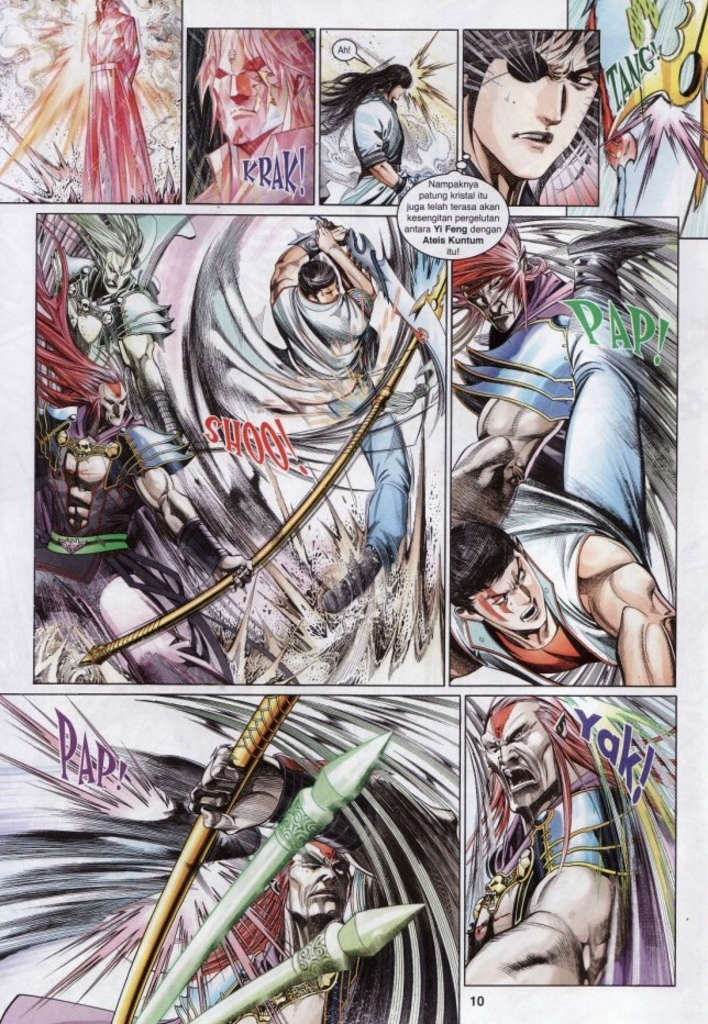 Ah!
KRAK!
TANG!
Nampaknya
patung kristal itu
juga telah terasa akan
kesengitan pergelutan
antara Yi Feng dengan
Ateis Kuntum
itu!
SHOO!
PAP!
PAP!
Yak!
10